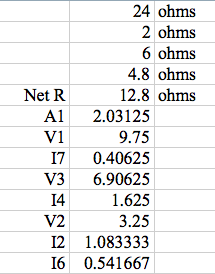 24 ohms
2 ohms
6 ohms
4.8 ohms
Net R 12.8 ohms
A1 2.03125
V1 9.75
I7 0.40625
V3 6.90625
I4 1.625
V2 3.25
I2 1.083333
I6 0.541667